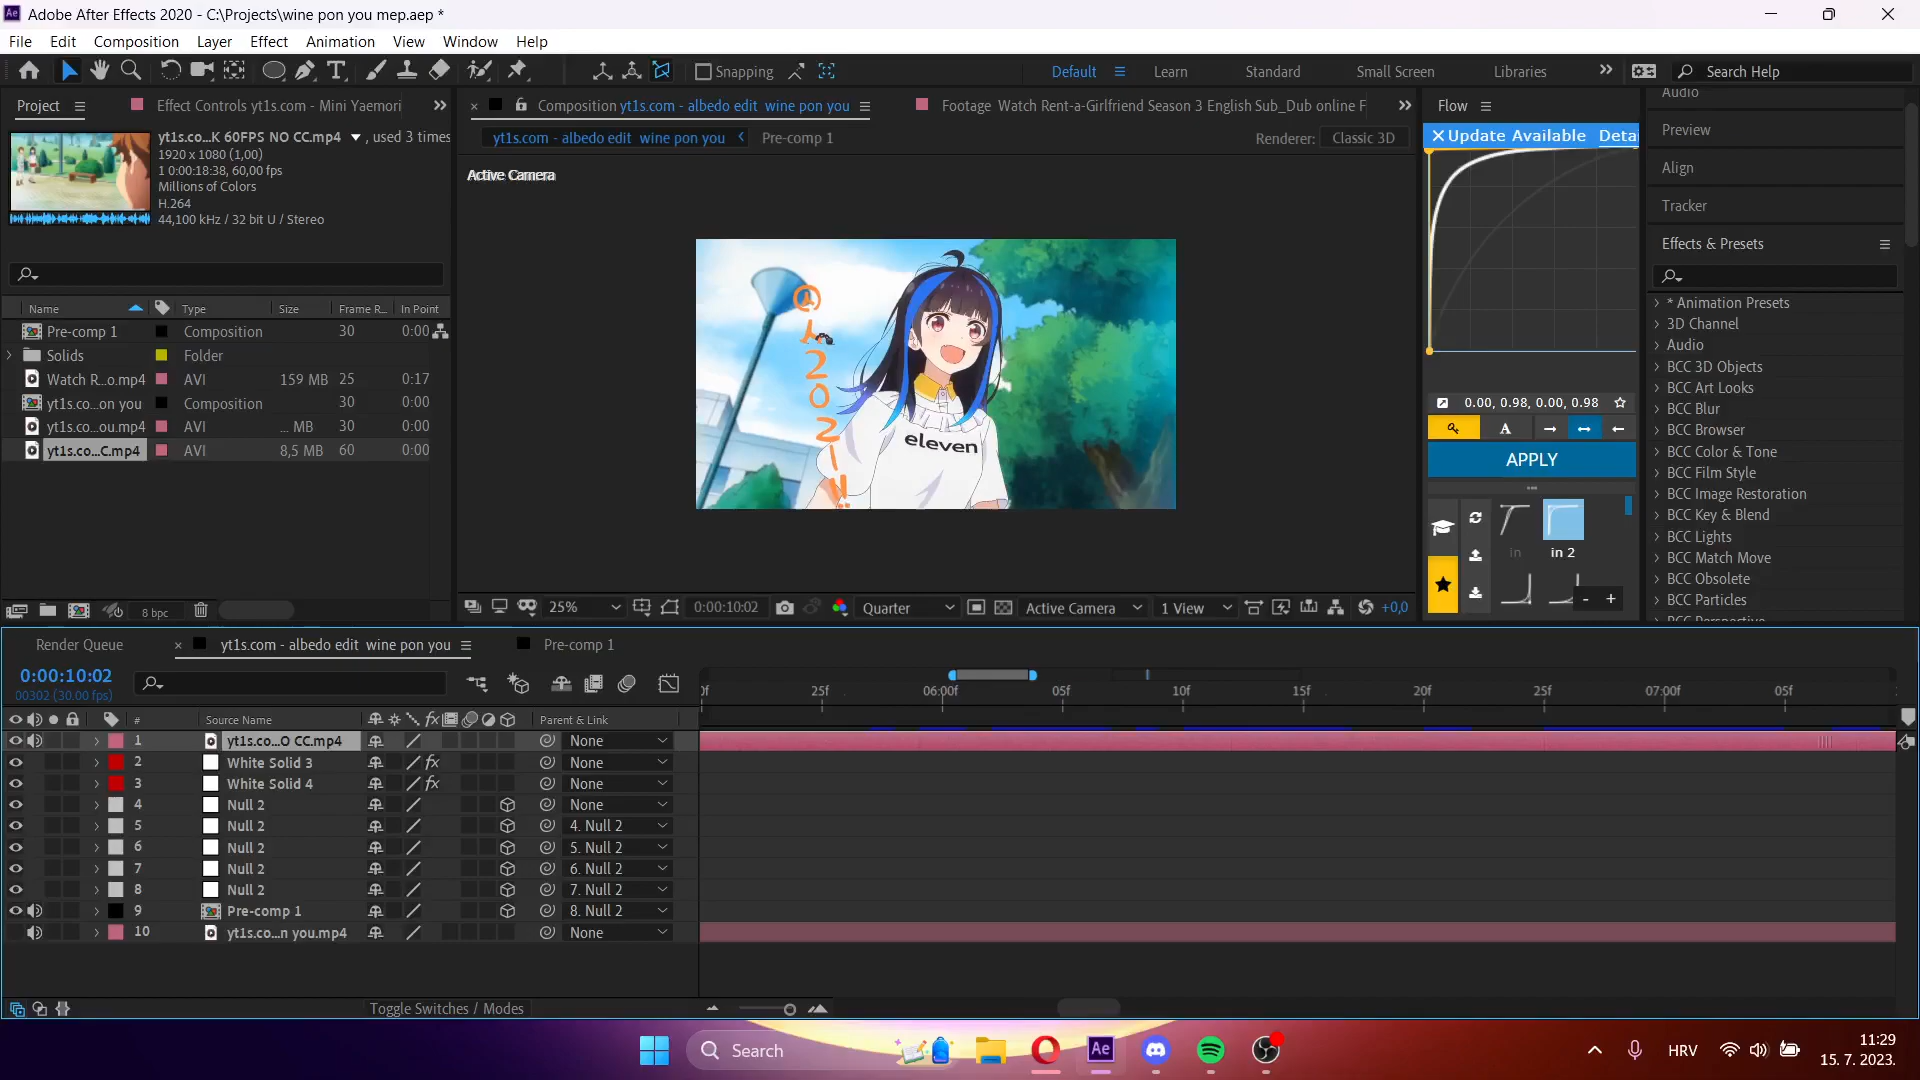 Adobe After Effects 2020 - C:\Projects\wine pon you mep.aep *
File Edit Composition Layer Effect Animation View Window Help
Snapping Default Learn Standard Small Screen Libraries Search Help
Project Effect Controls yt1s.com - Mini Yaemori
Composition yt1s.com - albedo edit wine pon you
Footage Watch Rent-a-Girlfriend Season 3 English Sub_Dub online F
Flow
Audio
yt1s.com - albedo edit wine pon you Pre-comp 1
Renderer: Classic 3D
Active Camera
yt1s.co...K 60FPS NO CC.mp4 , used 3 times
1920 x 1080 (1,00)
1 0:00:18:38, 60,00 fps
Millions of Colors
H.264
44,100 kHz / 32 bit U / Stereo
Name Type Size Frame R... In Point
Pre-comp 1 Composition 30 0:00
Solids Folder
Watch R...o.mp4 AVI 159 MB 25 0:17
yt1s.co...on you Composition 30 0:00
yt1s.co...ou.mp4 AVI ... MB 30 0:00
yt1s.co...C.mp4 AVI 8,5 MB 60 0:00
8 bpc
2021!!
eleven
25% 0:00:10:02 Quarter Active Camera 1 View +0,0
Update Available Detai
0.00, 0.98, 0.00, 0.98
A
APPLY
in in 2
Preview
Align
Tracker
Effects & Presets
* Animation Presets
3D Channel
Audio
BCC 3D Objects
BCC Art Looks
BCC Blur
BCC Browser
BCC Color & Tone
BCC Film Style
BCC Image Restoration
BCC Key & Blend
BCC Lights
BCC Match Move
BCC Obsolete
BCC Particles
BCC Perspective
Render Queue yt1s.com - albedo edit wine pon you Pre-comp 1
0:00:10:02
00302 (30.00 fps)
0f 25f 06:00f 05f 10f 15f 20f 25f 07:00f 05f
# Source Name Parent & Link
1 yt1s.co...O CC.mp4 None
2 White Solid 3 fx None
3 White Solid 4 fx None
4 Null 2 None
5 Null 2 4. Null 2
6 Null 2 5. Null 2
7 Null 2 6. Null 2
8 Null 2 7. Null 2
9 Pre-comp 1 8. Null 2
10 yt1s.co...n you.mp4 None
Toggle Switches / Modes
Search
Ae
HRV
11:29
15. 7. 2023.